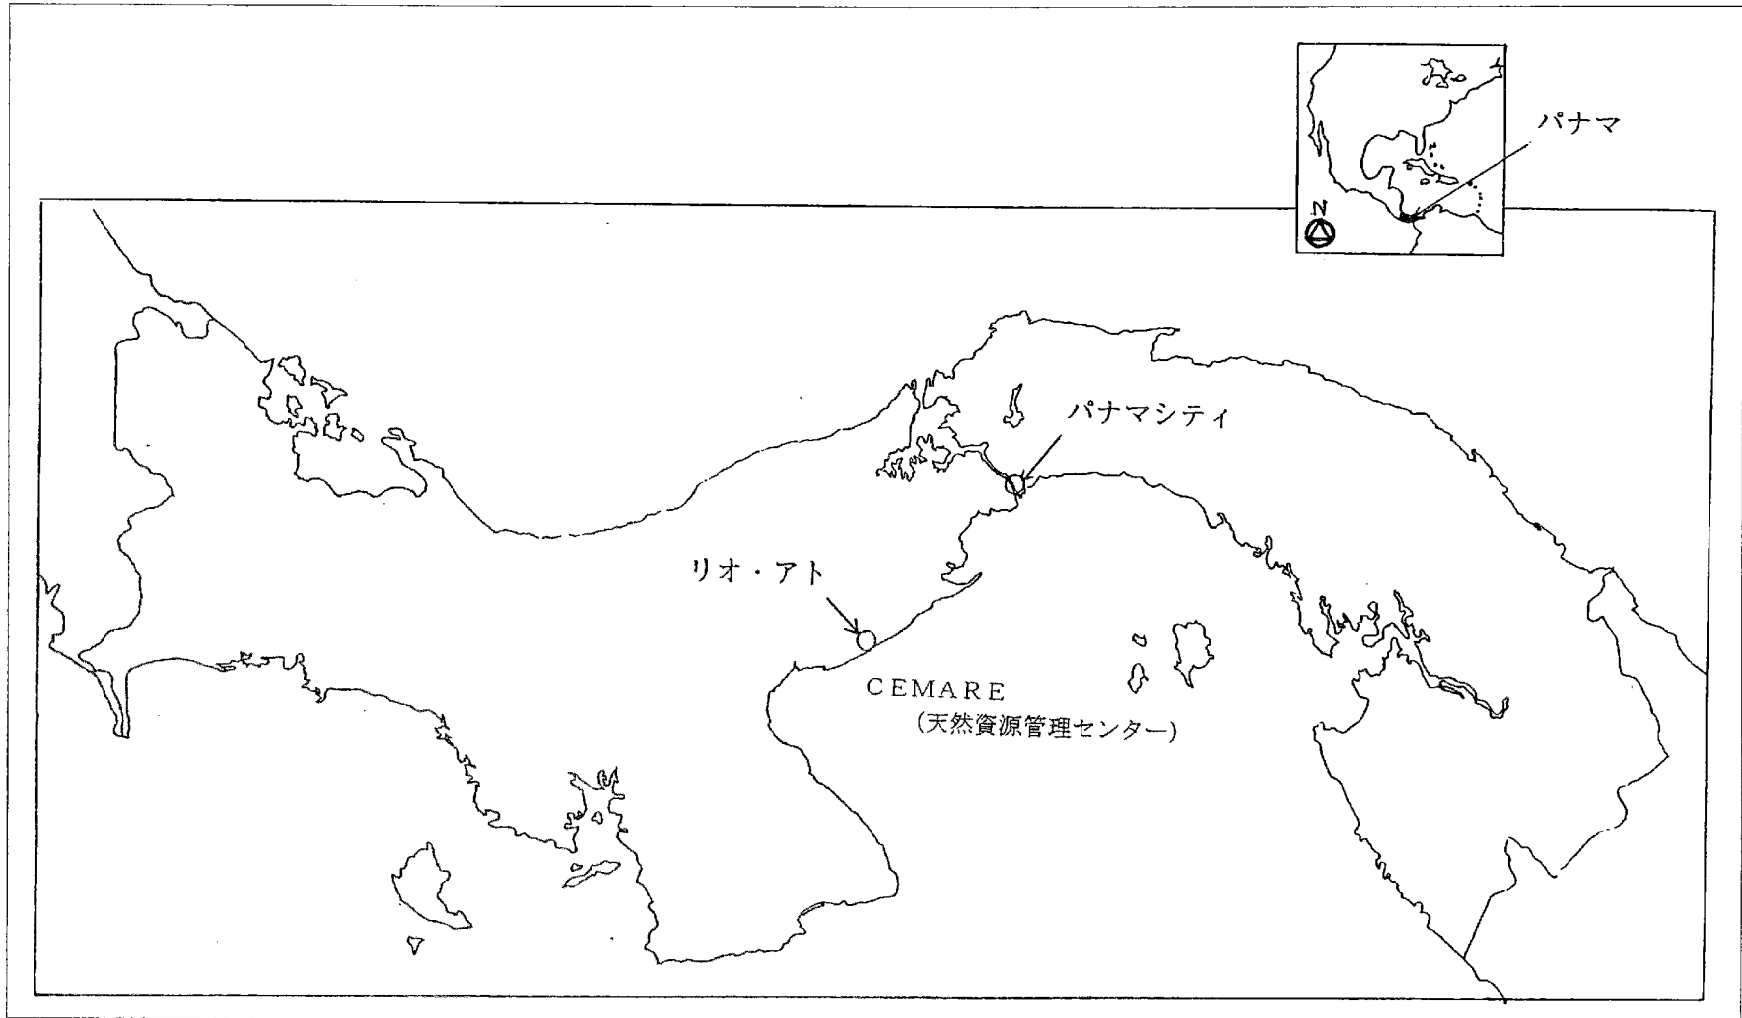 パナマ
N
パナマシティ
リオ・アト
CEMARE
(天然資源管理センター)